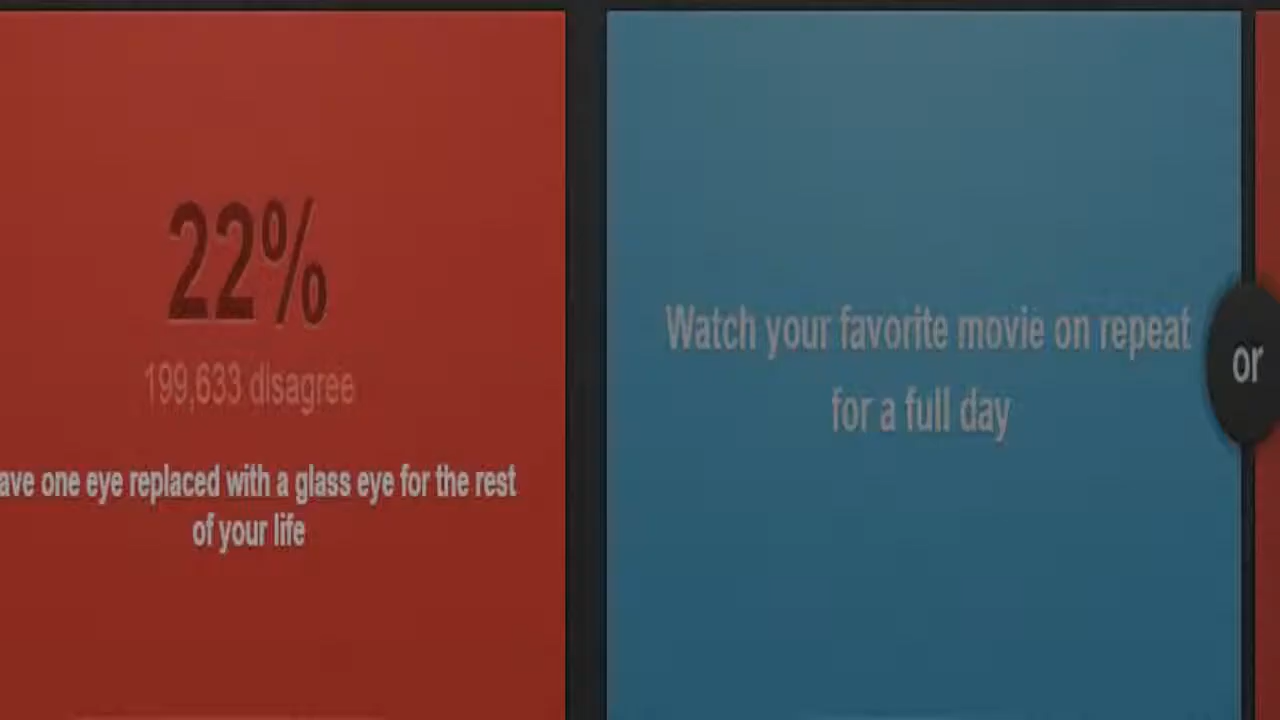 22%
199,633 disagree
ave one eye replaced with a glass eye for the rest
of your life
Watch your favorite movie on repeat
for a full day
or